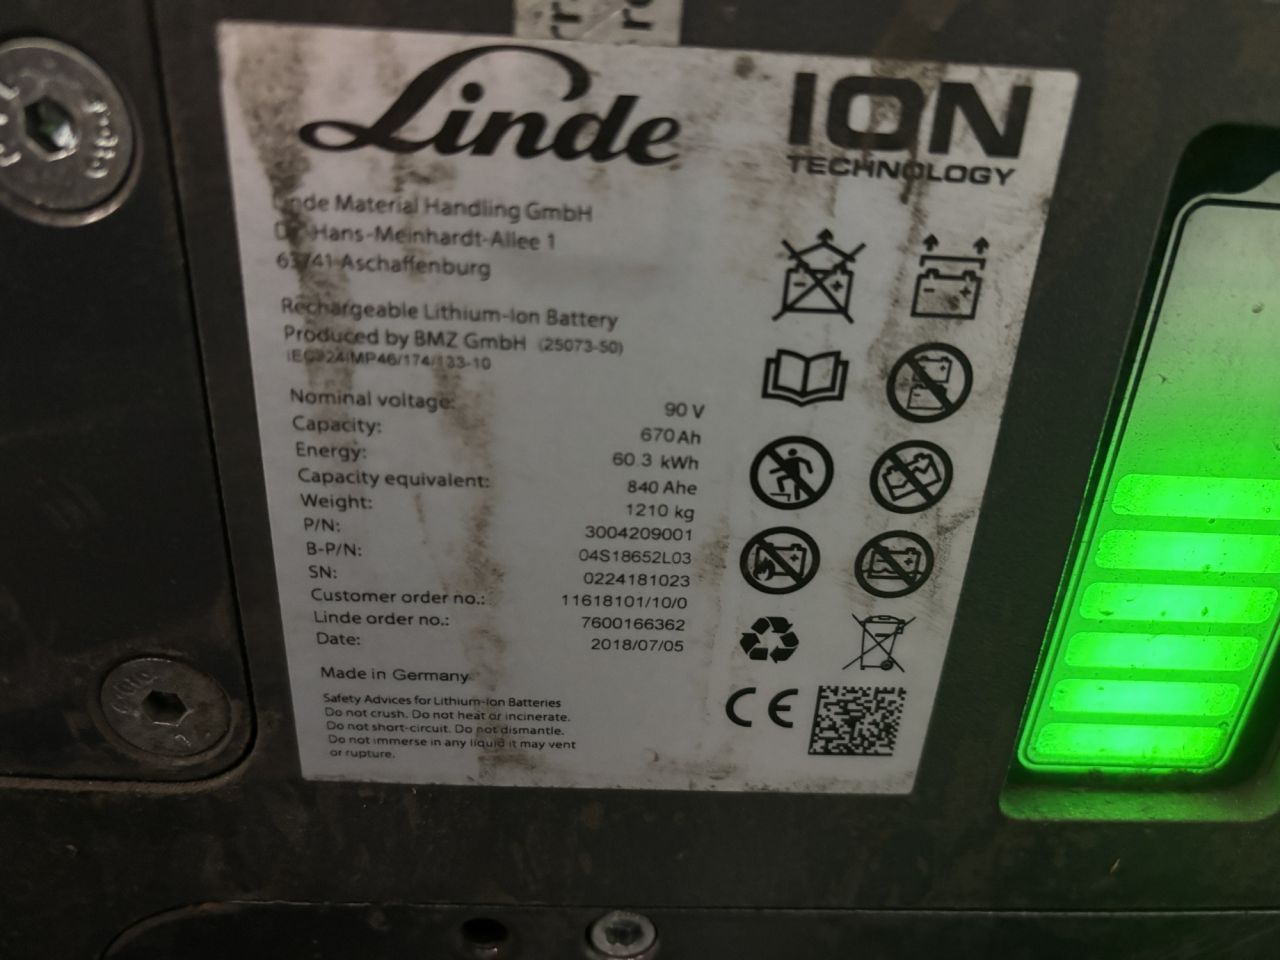 Linde
ION
TECHNOLOGY
Linde Material Handling GmbH
Hans-Meinhardt-Allee 1
63741 Aschaffenburg
Rechargeable Lithium-Ion Battery
Produced by BMZ GmbH (25073-50)
Nominal voltage: 90 V
Capacity: 670 Ah
Energy: 60.3 kWh
Capacity equivalent: 840 Ahe
Weight: 1210 kg
P/N: 3004209001
B-P/N: 04S18652L03
SN: 0224181023
Customer order no.: 11618101/10/0
Linde order no.: 7600166362
Date: 2018/07/05
Made in Germany
Safety Advices for Lithium-Ion Batteries
Do not crush. Do not heat or incinerate.
Do not short-circuit. Do not dismantle.
Do not immerse in any liquid it may vent
or rupture.
CE